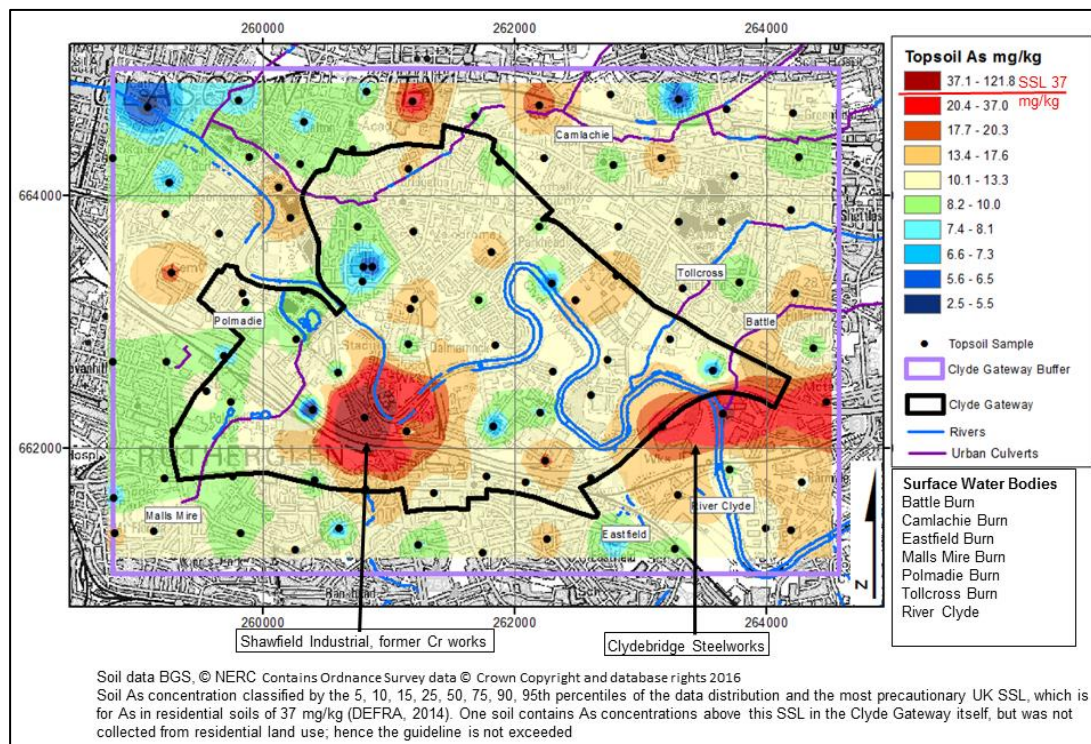 260000 262000 264000
Topsoil As mg/kg
37.1 - 121.8 SSL 37
mg/kg
20.4 - 37.0
17.7 - 20.3
13.4 - 17.6
10.1 - 13.3
8.2 - 10.0
7.4 - 8.1
6.6 - 7.3
5.6 - 6.5
2.5 - 5.5
Topsoil Sample
Clyde Gateway Buffer
Clyde Gateway
Rivers
Urban Culverts
Camlachie
664000 664000
Tollcross
Polmadie
Battle
Dalmarnock
662000 662000
RUTHERGLEN
Malls Mire
River Clyde
Eastfield
Surface Water Bodies
Battle Burn
Camlachie Burn
Eastfield Burn
Malls Mire Burn
Polmadie Burn
Tollcross Burn
River Clyde
N
260000 262000 264000
Shawfield Industrial, former Cr works
Clydebridge Steelworks
Soil data BGS, © NERC Contains Ordnance Survey data © Crown Copyright and database rights 2016
Soil As concentration classified by the 5, 10, 15, 25, 50, 75, 90, 95th percentiles of the data distribution and the most precautionary UK SSL, which is
for As in residential soils of 37 mg/kg (DEFRA, 2014). One soil contains As concentrations above this SSL in the Clyde Gateway itself, but was not
collected from residential land use; hence the guideline is not exceeded